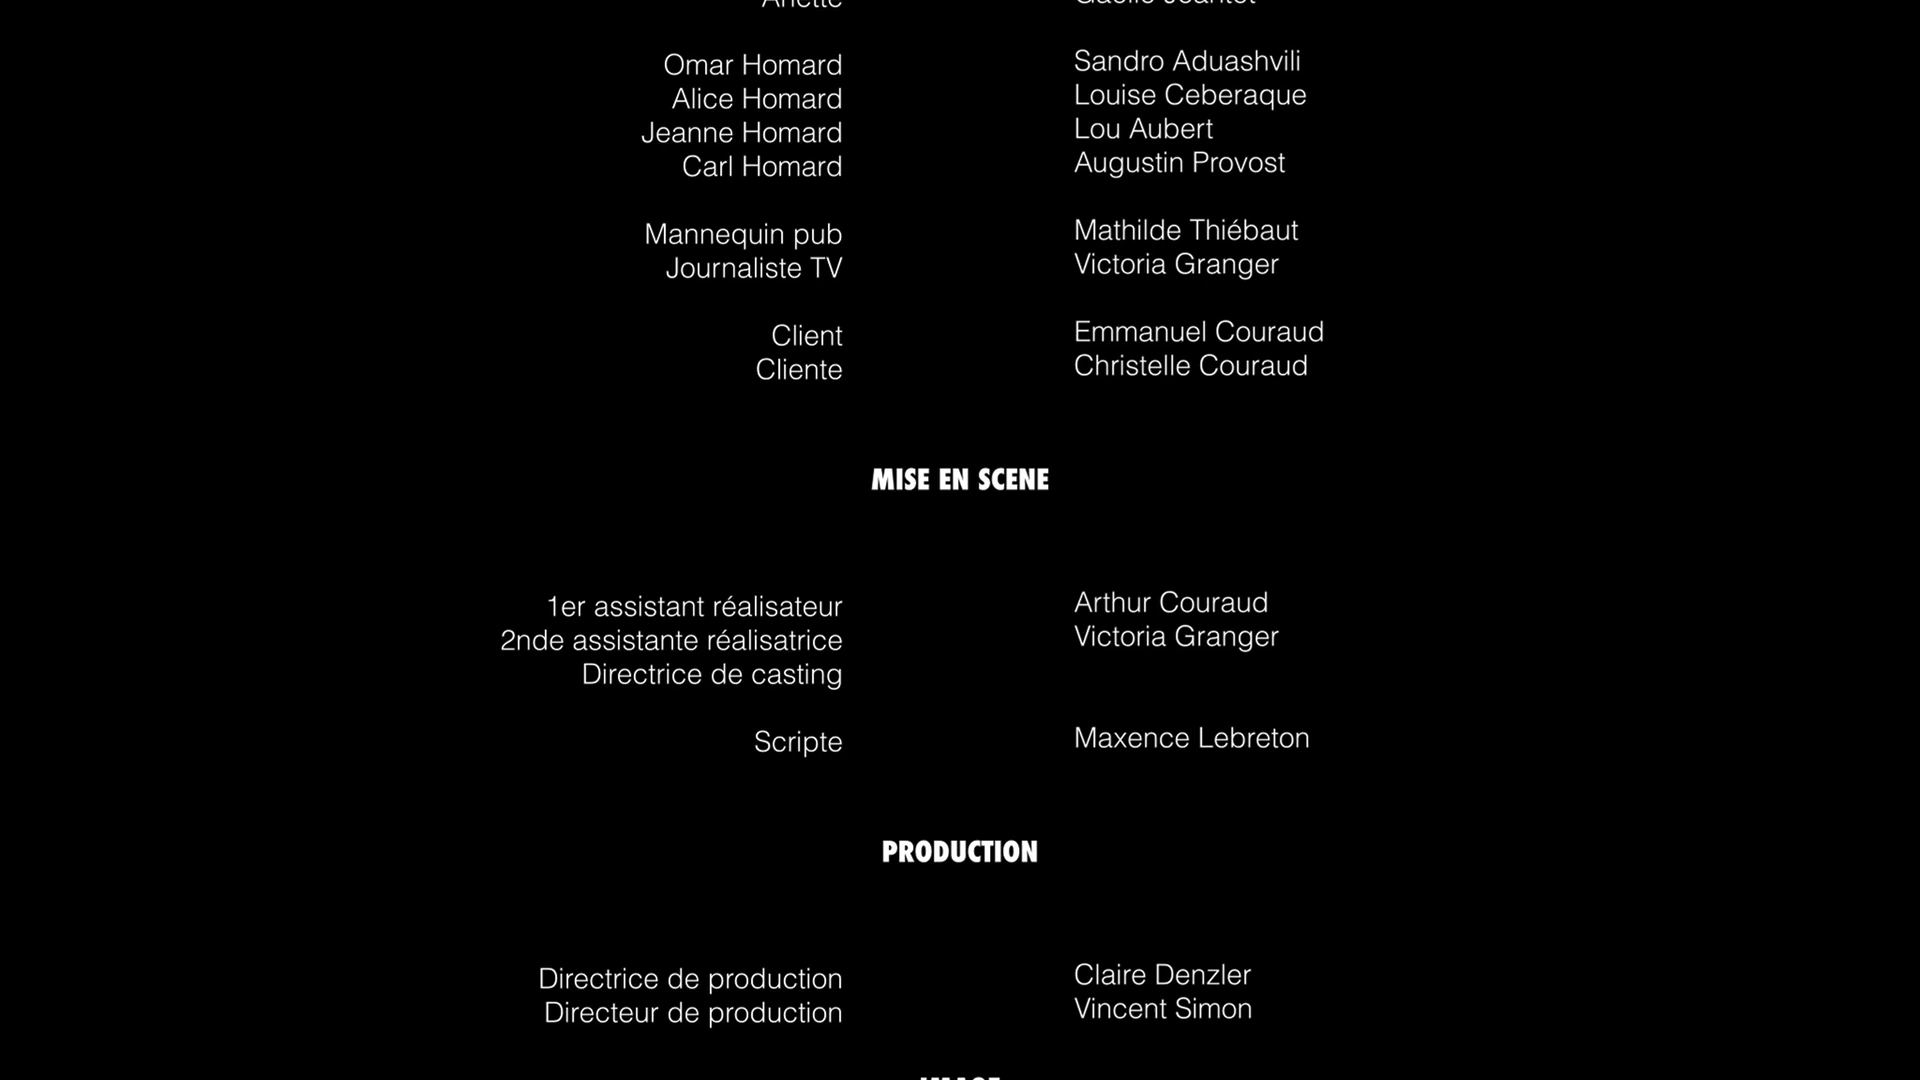 Omar Homard Sandro Aduashvili
Alice Homard Louise Ceberaque
Jeanne Homard Lou Aubert
Carl Homard Augustin Provost
Mannequin pub Mathilde Thiébaut
Journaliste TV Victoria Granger
Client Emmanuel Couraud
Cliente Christelle Couraud
MISE EN SCENE
1er assistant réalisateur Arthur Couraud
2nde assistante réalisatrice Victoria Granger
Directrice de casting
Scripte Maxence Lebreton
PRODUCTION
Directrice de production Claire Denzler
Directeur de production Vincent Simon